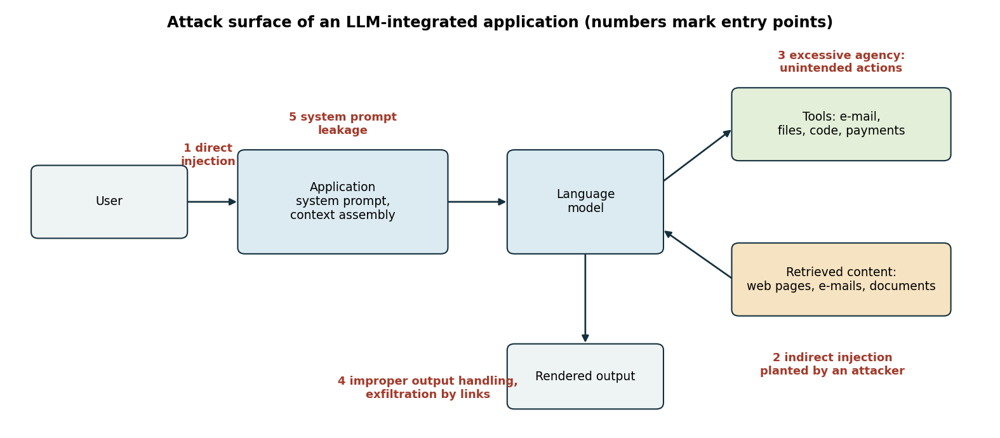 Attack surface of an LLM-integrated application (numbers mark entry points)
3 excessive agency:
unintended actions
Tools: e-mail,
files, code, payments
5 system prompt
leakage
1 direct
injection
User
Application
system prompt,
context assembly
Language
model
Retrieved content:
web pages, e-mails, documents
2 indirect injection
planted by an attacker
4 improper output handling,
exfiltration by links
Rendered output